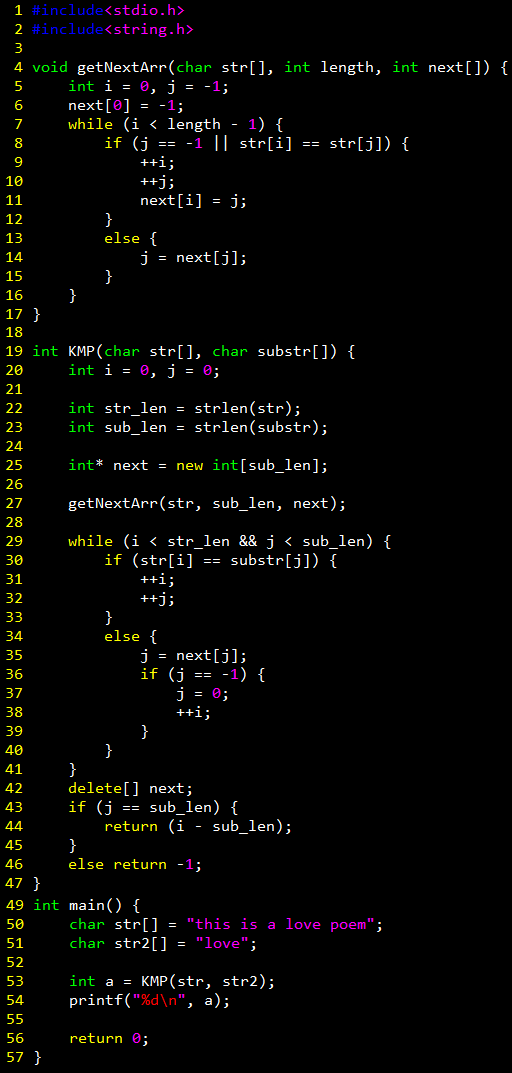 1 #include<stdio.h>
2 #include<string.h>
3
4 void getNextArr(char str[], int length, int next[]) {
5     int i = 0, j = -1;
6     next[0] = -1;
7     while (i < length - 1) {
8         if (j == -1 || str[i] == str[j]) {
9             ++i;
10             ++j;
11             next[i] = j;
12         }
13         else {
14             j = next[j];
15         }
16     }
17 }
18
19 int KMP(char str[], char substr[]) {
20     int i = 0, j = 0;
21
22     int str_len = strlen(str);
23     int sub_len = strlen(substr);
24
25     int* next = new int[sub_len];
26
27     getNextArr(str, sub_len, next);
28
29     while (i < str_len && j < sub_len) {
30         if (str[i] == substr[j]) {
31             ++i;
32             ++j;
33         }
34         else {
35             j = next[j];
36             if (j == -1) {
37                 j = 0;
38                 ++i;
39             }
40         }
41     }
42     delete[] next;
43     if (j == sub_len) {
44         return (i - sub_len);
45     }
46     else return -1;
47 }
49 int main() {
50     char str[] = "this is a love poem";
51     char str2[] = "love";
52
53     int a = KMP(str, str2);
54     printf("%d\n", a);
55
56     return 0;
57 }